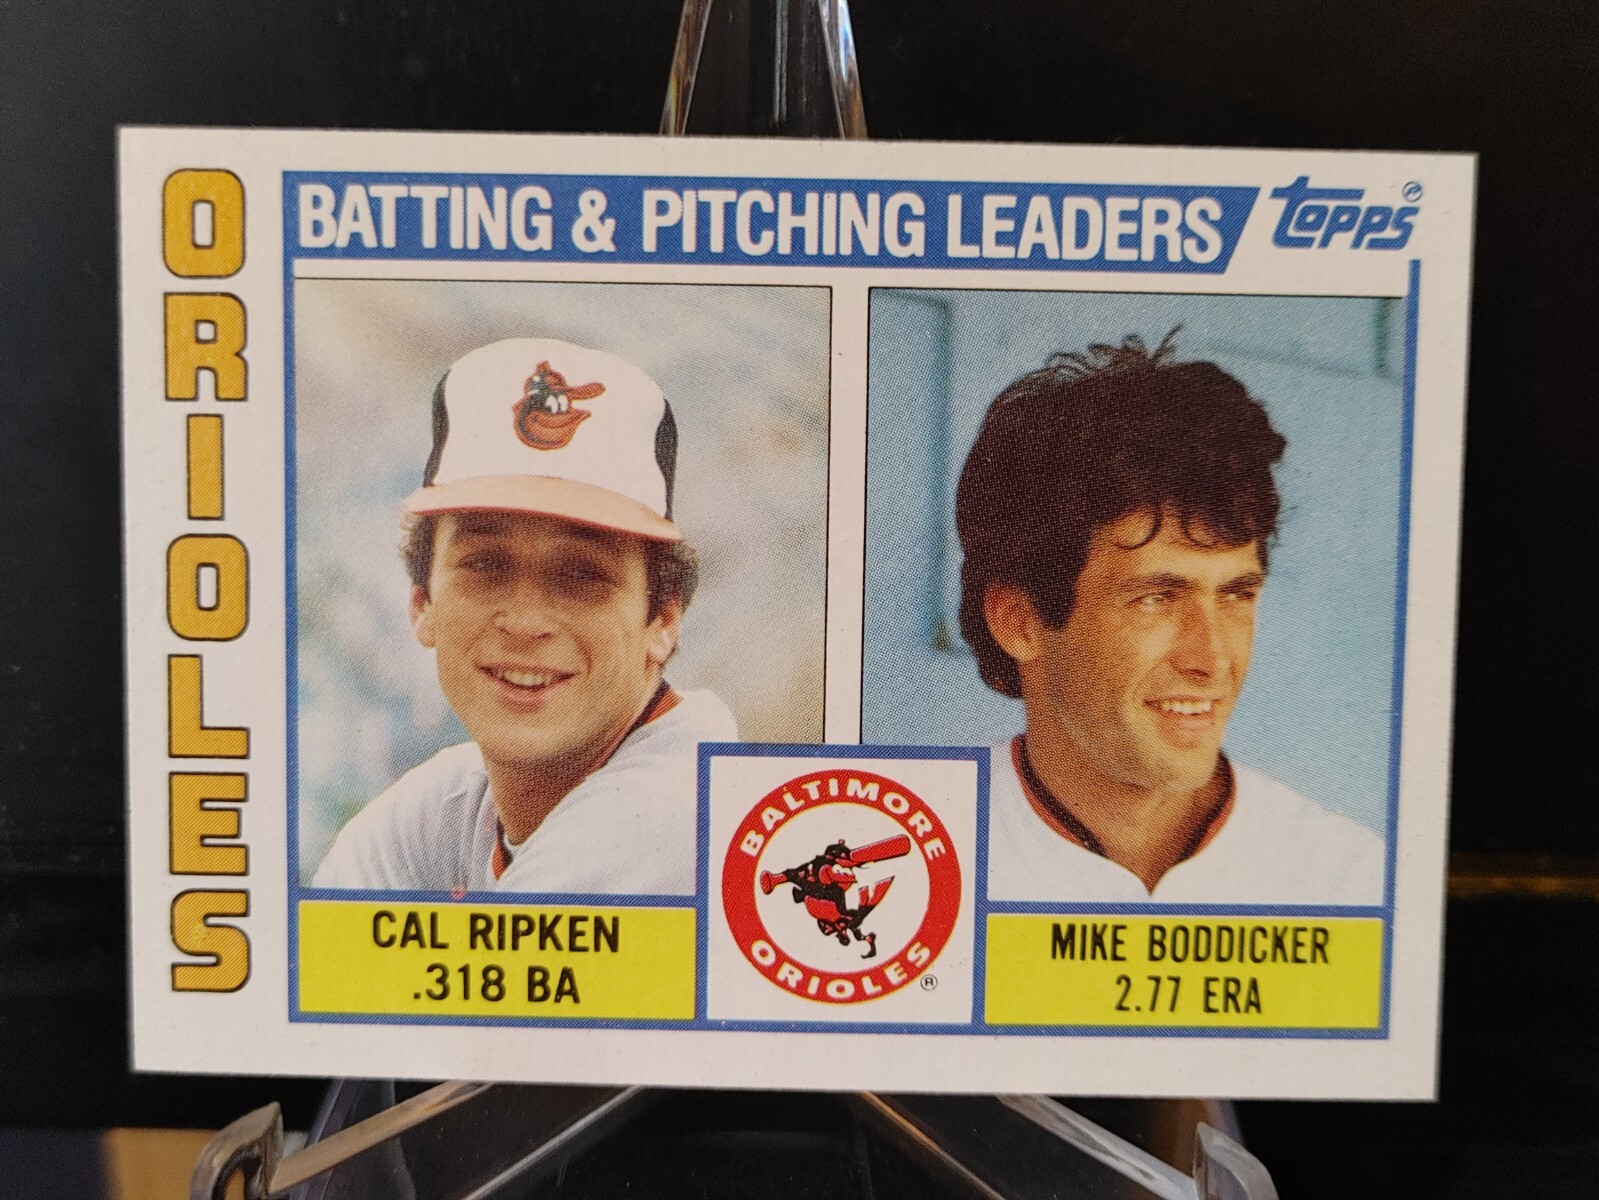 ORIOLES
BATTING & PITCHING LEADERS
TOPPS®
CAL RIPKEN
.318 BA
BALTIMORE
ORIOLES
®
MIKE BODDICKER
2.77 ERA